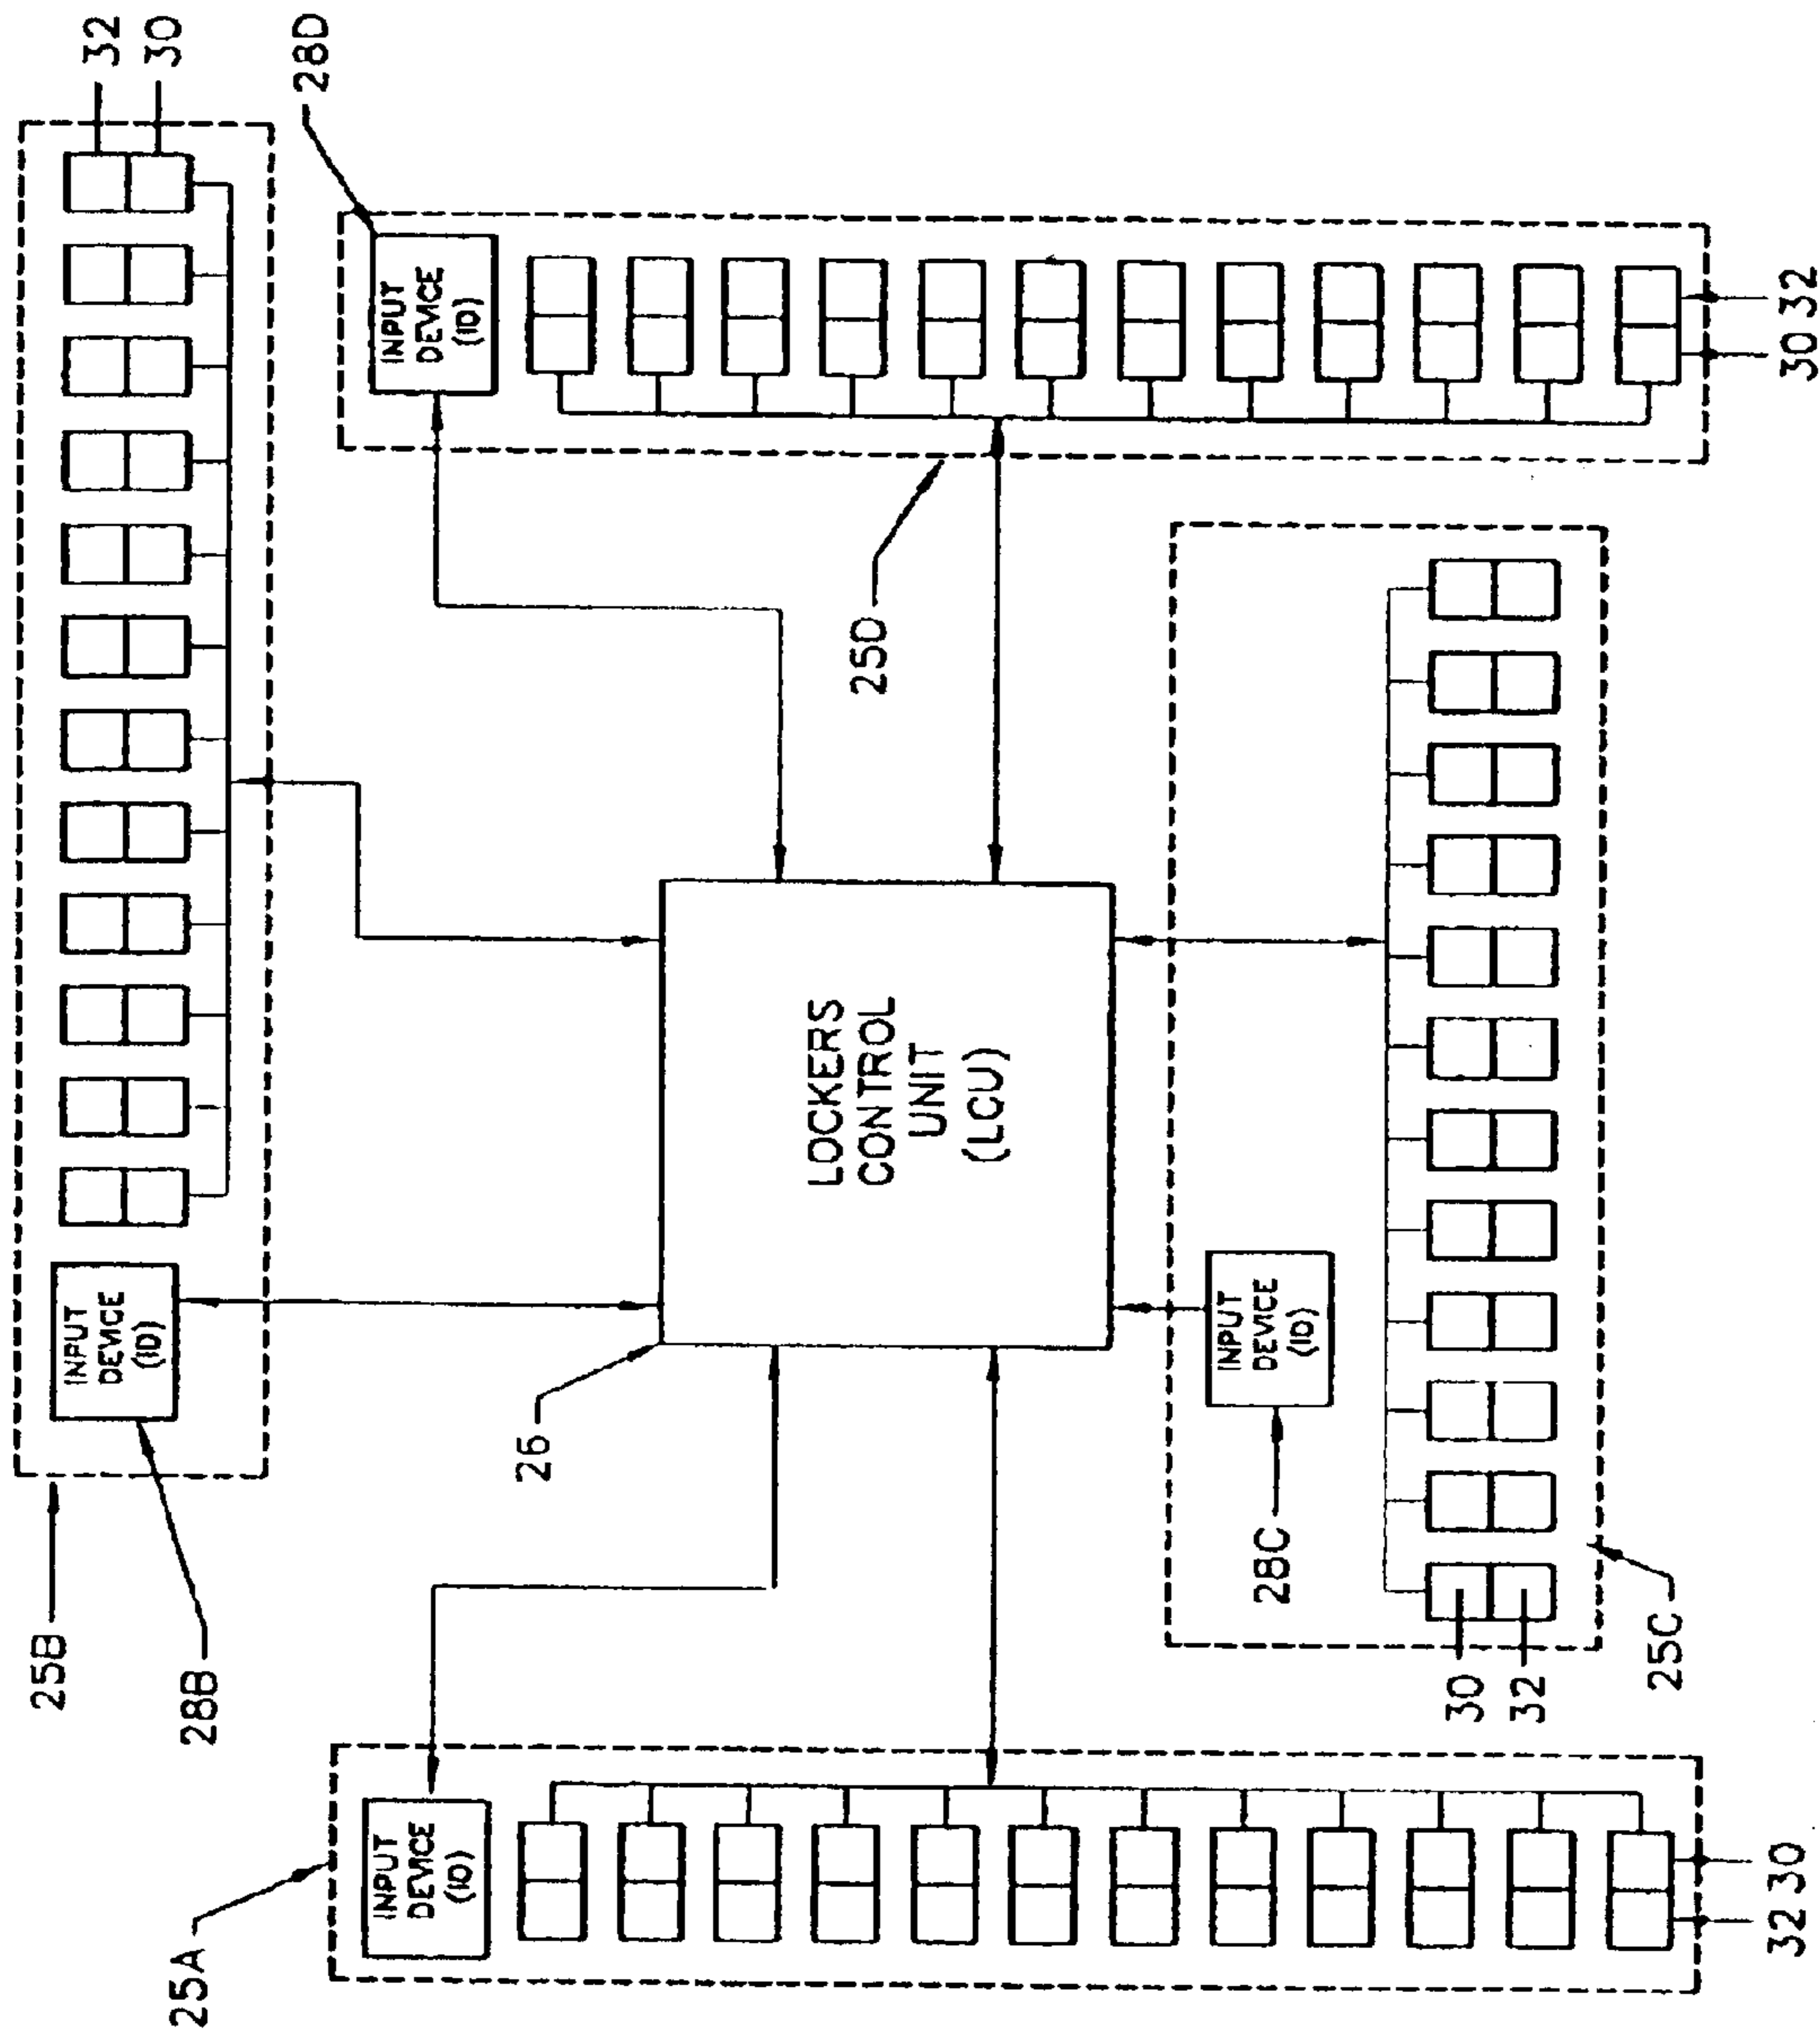 25B
INPUT
DEVICE
(ID)
32
30
28B
25A
28D
INPUT
DEVICE
(ID)
INPUT
DEVICE
(ID)
26
LOCKERS
CONTROL
UNIT
(LCU)
25D
28C
INPUT
DEVICE
(ID)
30
32
25C
32 30
30 32